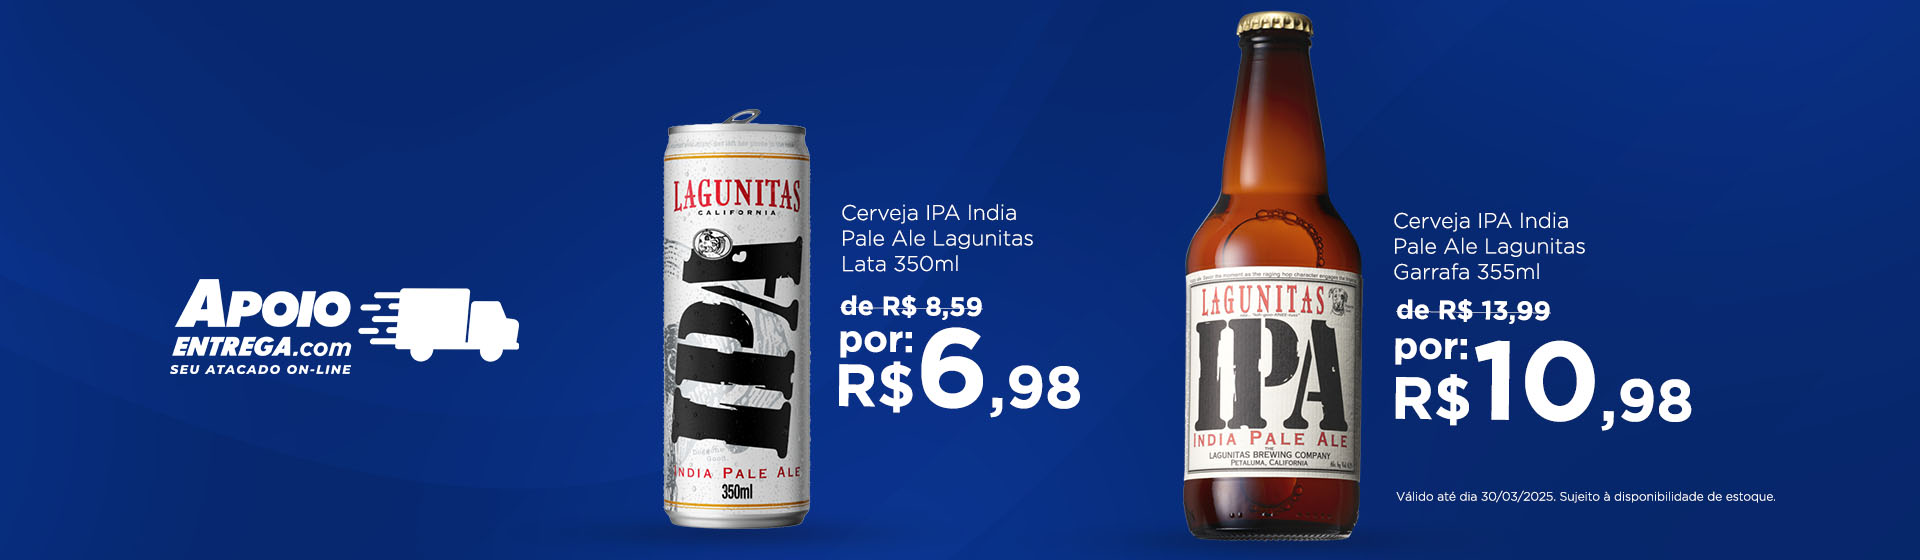 APOIO
ENTREGA.com
SEU ATACADO ON-LINE
LAGUNITAS
CALIFORNIA
IPA
INDIA PALE ALE
350ml
Cerveja IPA India
Pale Ale Lagunitas
Lata 350ml
de R$ 8,59
por:
R$6,98
LAGUNITAS
IPA
INDIA PALE ALE
THE
LAGUNITAS BREWING COMPANY
PETALUMA, CALIFORNIA
Cerveja IPA India
Pale Ale Lagunitas
Garrafa 355ml
de R$ 13,99
por:
R$10,98
Válido até dia 30/03/2025. Sujeito à disponibilidade de estoque.